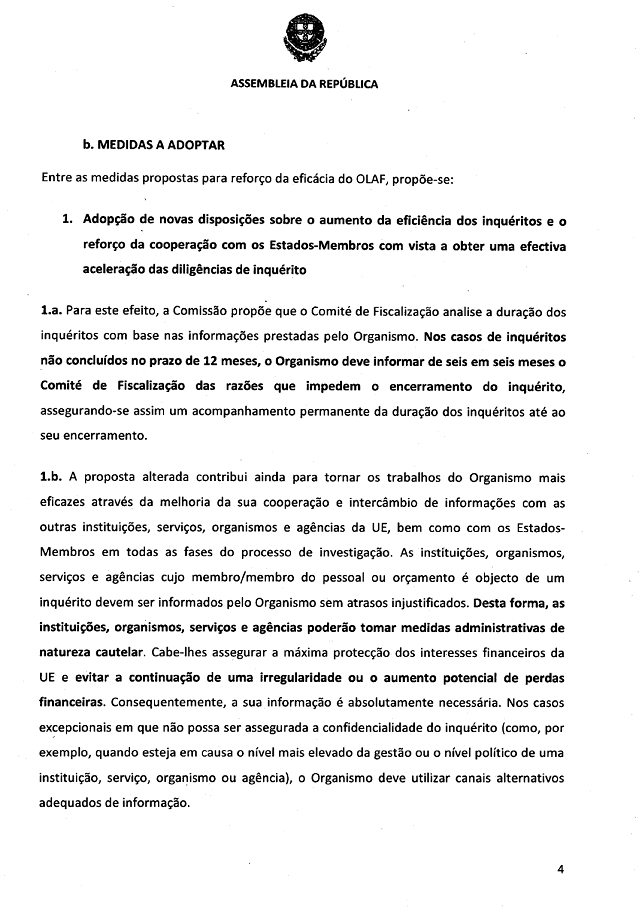 ASSEMBLEIA DA REPÚBLICA
b. MEDIDAS A ADOPTAR
Entre as medidas propostas para reforço da eficácia do OLAF, propõe-se:
1. Adopção de novas disposições sobre o aumento da eficiência dos inquéritos e o
reforço da cooperação com os Estados-Membros com vista a obter uma efectiva
aceleração das diligências de inquérito
1.a. Para este efeito, a Comissão propõe que o Comité de Fiscalização analise a duração dos
inquéritos com base nas informações prestadas pelo Organismo. Nos casos de inquéritos
não concluídos no prazo de 12 meses, o Organismo deve informar de seis em seis meses o
Comité de Fiscalização das razões que impedem o encerramento do inquérito,
assegurando-se assim um acompanhamento permanente da duração dos inquéritos até ao
seu encerramento.
1.b. A proposta alterada contribui ainda para tornar os trabalhos do Organismo mais
eficazes através da melhoria da sua cooperação e intercâmbio de informações com as
outras instituições, serviços, organismos e agências da UE, bem como com os Estados-
Membros em todas as fases do processo de investigação. As instituições, organismos,
serviços e agências cujo membro/membro do pessoal ou orçamento é objecto de um
inquérito devem ser informados pelo Organismo sem atrasos injustificados. Desta forma, as
instituições, organismos, serviços e agências poderão tomar medidas administrativas de
natureza cautelar. Cabe-lhes assegurar a máxima protecção dos interesses financeiros da
UE e evitar a continuação de uma irregularidade ou o aumento potencial de perdas
financeiras. Consequentemente, a sua informação é absolutamente necessária. Nos casos
excepcionais em que não possa ser assegurada a confidencialidade do inquérito (como, por
exemplo, quando esteja em causa o nível mais elevado da gestão ou o nível político de uma
instituição, serviço, organismo ou agência), o Organismo deve utilizar canais alternativos
adequados de informação.
4